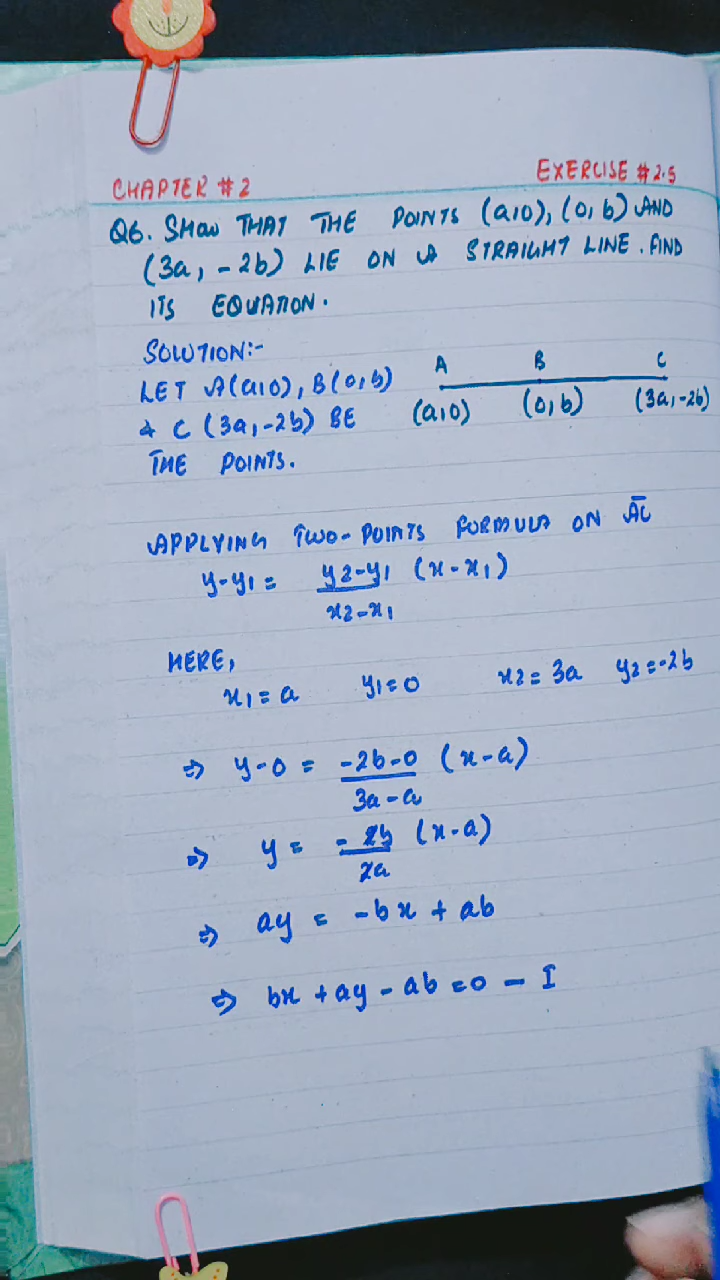 CHAPTER #2 EXERCISE #2.5
Q6. SHOW THAT THE POINTS (a,0), (0,b) AND
(3a, -2b) LIE ON A STRAIGHT LINE. FIND
ITS EQUATION.
SOLUTION:-
LET A(a,0), B(0,b)
& C (3a,-2b) BE
THE POINTS.
A B C
(a,0) (0,b) (3a,-2b)
APPLYING TWO-POINTS FORMULA ON A̅C̅
y-y₁ = y₂-y₁ (x-x₁)
x₂-x₁
HERE,
x₁ = a y₁=0 x₂ = 3a y₂=-2b
⇒ y-0 = -2b-0 (x-a)
3a-a
⇒ y = -2b (x-a)
2a
⇒ ay = -bx + ab
⇒ bx + ay - ab = 0 - I